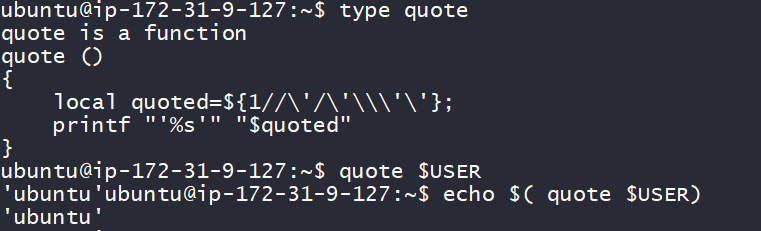 ubuntu@ip-172-31-9-127:~$ type quote
quote is a function
quote ()
{
    local quoted=${1//\'/\'\\\'\'};
    printf "'%s'" "$quoted"
}
ubuntu@ip-172-31-9-127:~$ quote $USER
'ubuntu'ubuntu@ip-172-31-9-127:~$ echo $( quote $USER)
'ubuntu'